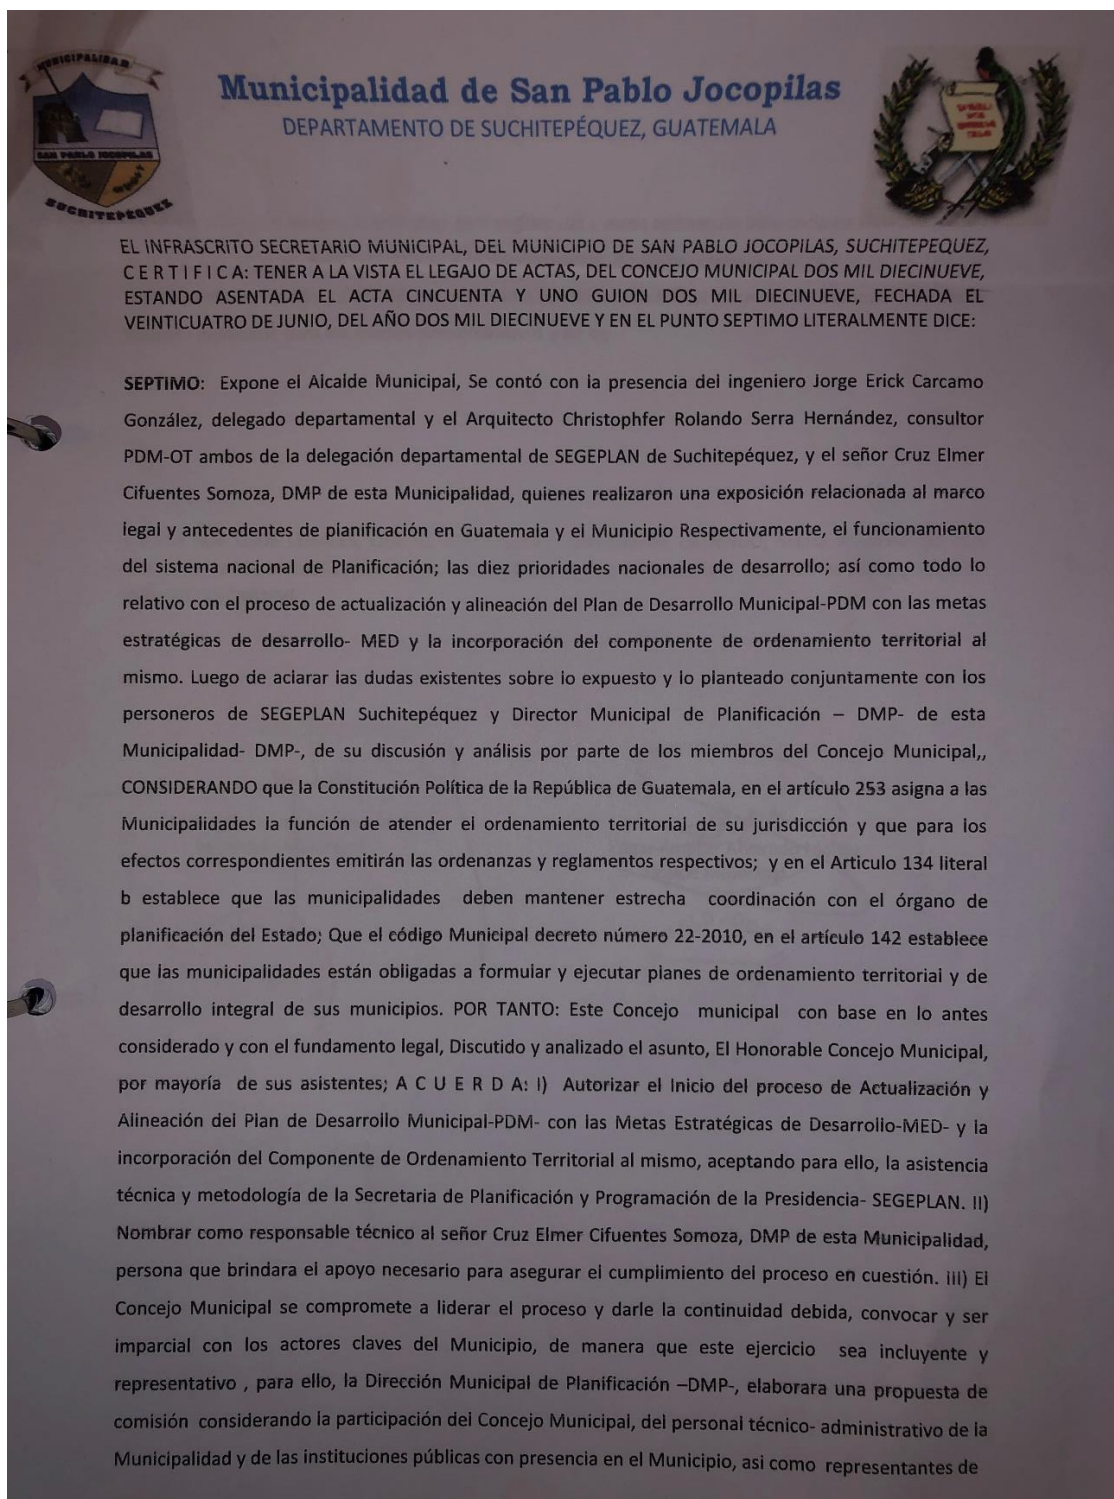 MUNICIPALIDAD
SAN PABLO JOCOPILAS
SUCHITEPÉQUEZ
Municipalidad de San Pablo Jocopilas
DEPARTAMENTO DE SUCHITEPÉQUEZ, GUATEMALA
EL INFRASCRITO SECRETARIO MUNICIPAL, DEL MUNICIPIO DE SAN PABLO JOCOPILAS, SUCHITEPEQUEZ,
C E R T I F I C A: TENER A LA VISTA EL LEGAJO DE ACTAS, DEL CONCEJO MUNICIPAL DOS MIL DIECINUEVE,
ESTANDO ASENTADA EL ACTA CINCUENTA Y UNO GUION DOS MIL DIECINUEVE, FECHADA EL
VEINTICUATRO DE JUNIO, DEL AÑO DOS MIL DIECINUEVE Y EN EL PUNTO SEPTIMO LITERALMENTE DICE:
SEPTIMO: Expone el Alcalde Municipal, Se contó con la presencia del ingeniero Jorge Erick Carcamo
González, delegado departamental y el Arquitecto Christophfer Rolando Serra Hernández, consultor
PDM-OT ambos de la delegación departamental de SEGEPLAN de Suchitepéquez, y el señor Cruz Elmer
Cifuentes Somoza, DMP de esta Municipalidad, quienes realizaron una exposición relacionada al marco
legal y antecedentes de planificación en Guatemala y el Municipio Respectivamente, el funcionamiento
del sistema nacional de Planificación; las diez prioridades nacionales de desarrollo; así como todo lo
relativo con el proceso de actualización y alineación del Plan de Desarrollo Municipal-PDM con las metas
estratégicas de desarrollo- MED y la incorporación del componente de ordenamiento territorial al
mismo. Luego de aclarar las dudas existentes sobre lo expuesto y lo planteado conjuntamente con los
personeros de SEGEPLAN Suchitepéquez y Director Municipal de Planificación – DMP- de esta
Municipalidad- DMP-, de su discusión y análisis por parte de los miembros del Concejo Municipal,,
CONSIDERANDO que la Constitución Política de la República de Guatemala, en el artículo 253 asigna a las
Municipalidades la función de atender el ordenamiento territorial de su jurisdicción y que para los
efectos correspondientes emitirán las ordenanzas y reglamentos respectivos; y en el Articulo 134 literal
b establece que las municipalidades deben mantener estrecha coordinación con el órgano de
planificación del Estado; Que el código Municipal decreto número 22-2010, en el artículo 142 establece
que las municipalidades están obligadas a formular y ejecutar planes de ordenamiento territorial y de
desarrollo integral de sus municipios. POR TANTO: Este Concejo municipal con base en lo antes
considerado y con el fundamento legal, Discutido y analizado el asunto, El Honorable Concejo Municipal,
por mayoría de sus asistentes; A C U E R D A: I) Autorizar el Inicio del proceso de Actualización y
Alineación del Plan de Desarrollo Municipal-PDM- con las Metas Estratégicas de Desarrollo-MED- y la
incorporación del Componente de Ordenamiento Territorial al mismo, aceptando para ello, la asistencia
técnica y metodología de la Secretaria de Planificación y Programación de la Presidencia- SEGEPLAN. II)
Nombrar como responsable técnico al señor Cruz Elmer Cifuentes Somoza, DMP de esta Municipalidad,
persona que brindara el apoyo necesario para asegurar el cumplimiento del proceso en cuestión. III) El
Concejo Municipal se compromete a liderar el proceso y darle la continuidad debida, convocar y ser
imparcial con los actores claves del Municipio, de manera que este ejercicio sea incluyente y
representativo , para ello, la Dirección Municipal de Planificación –DMP-, elaborara una propuesta de
comisión considerando la participación del Concejo Municipal, del personal técnico- administrativo de la
Municipalidad y de las instituciones públicas con presencia en el Municipio, asi como representantes de